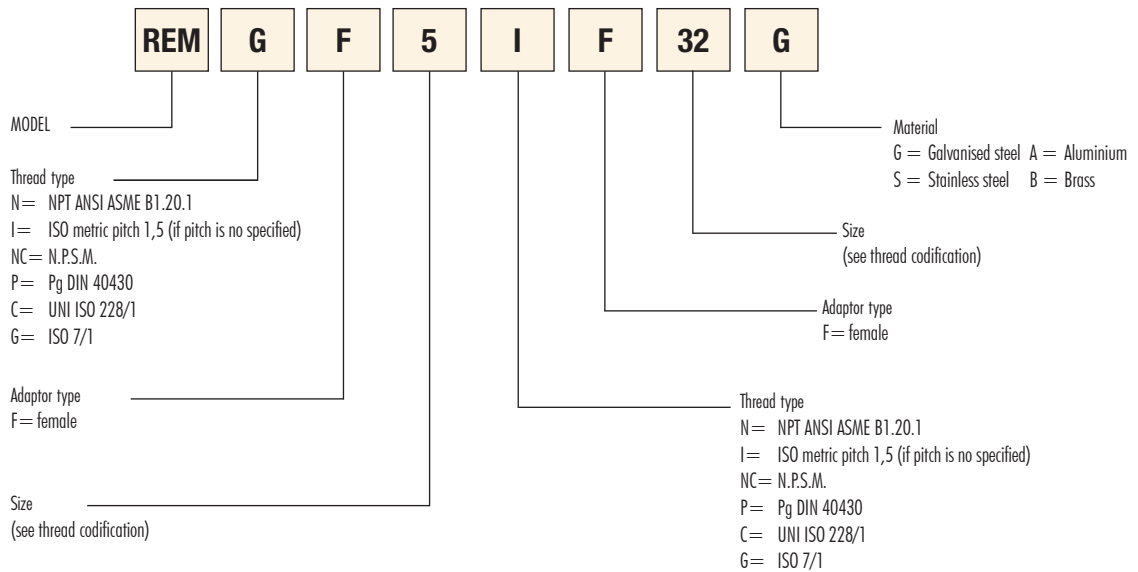 REM G F 5 I F 32 G
MODEL
Thread type
N= NPT ANSI ASME B1.20.1
I= ISO metric pitch 1,5 (if pitch is no specified)
NC= N.P.S.M.
P= Pg DIN 40430
C= UNI ISO 228/1
G= ISO 7/1
Adaptor type
F=female
Size
(see thread codification)
Material
G = Galvanised steel A = Aluminium
S = Stainless steel B = Brass
Size
(see thread codification)
Adaptor type
F=female
Thread type
N= NPT ANSI ASME B1.20.1
I= ISO metric pitch 1,5 (if pitch is no specified)
NC= N.P.S.M.
P= Pg DIN 40430
C= UNI ISO 228/1
G= ISO 7/1